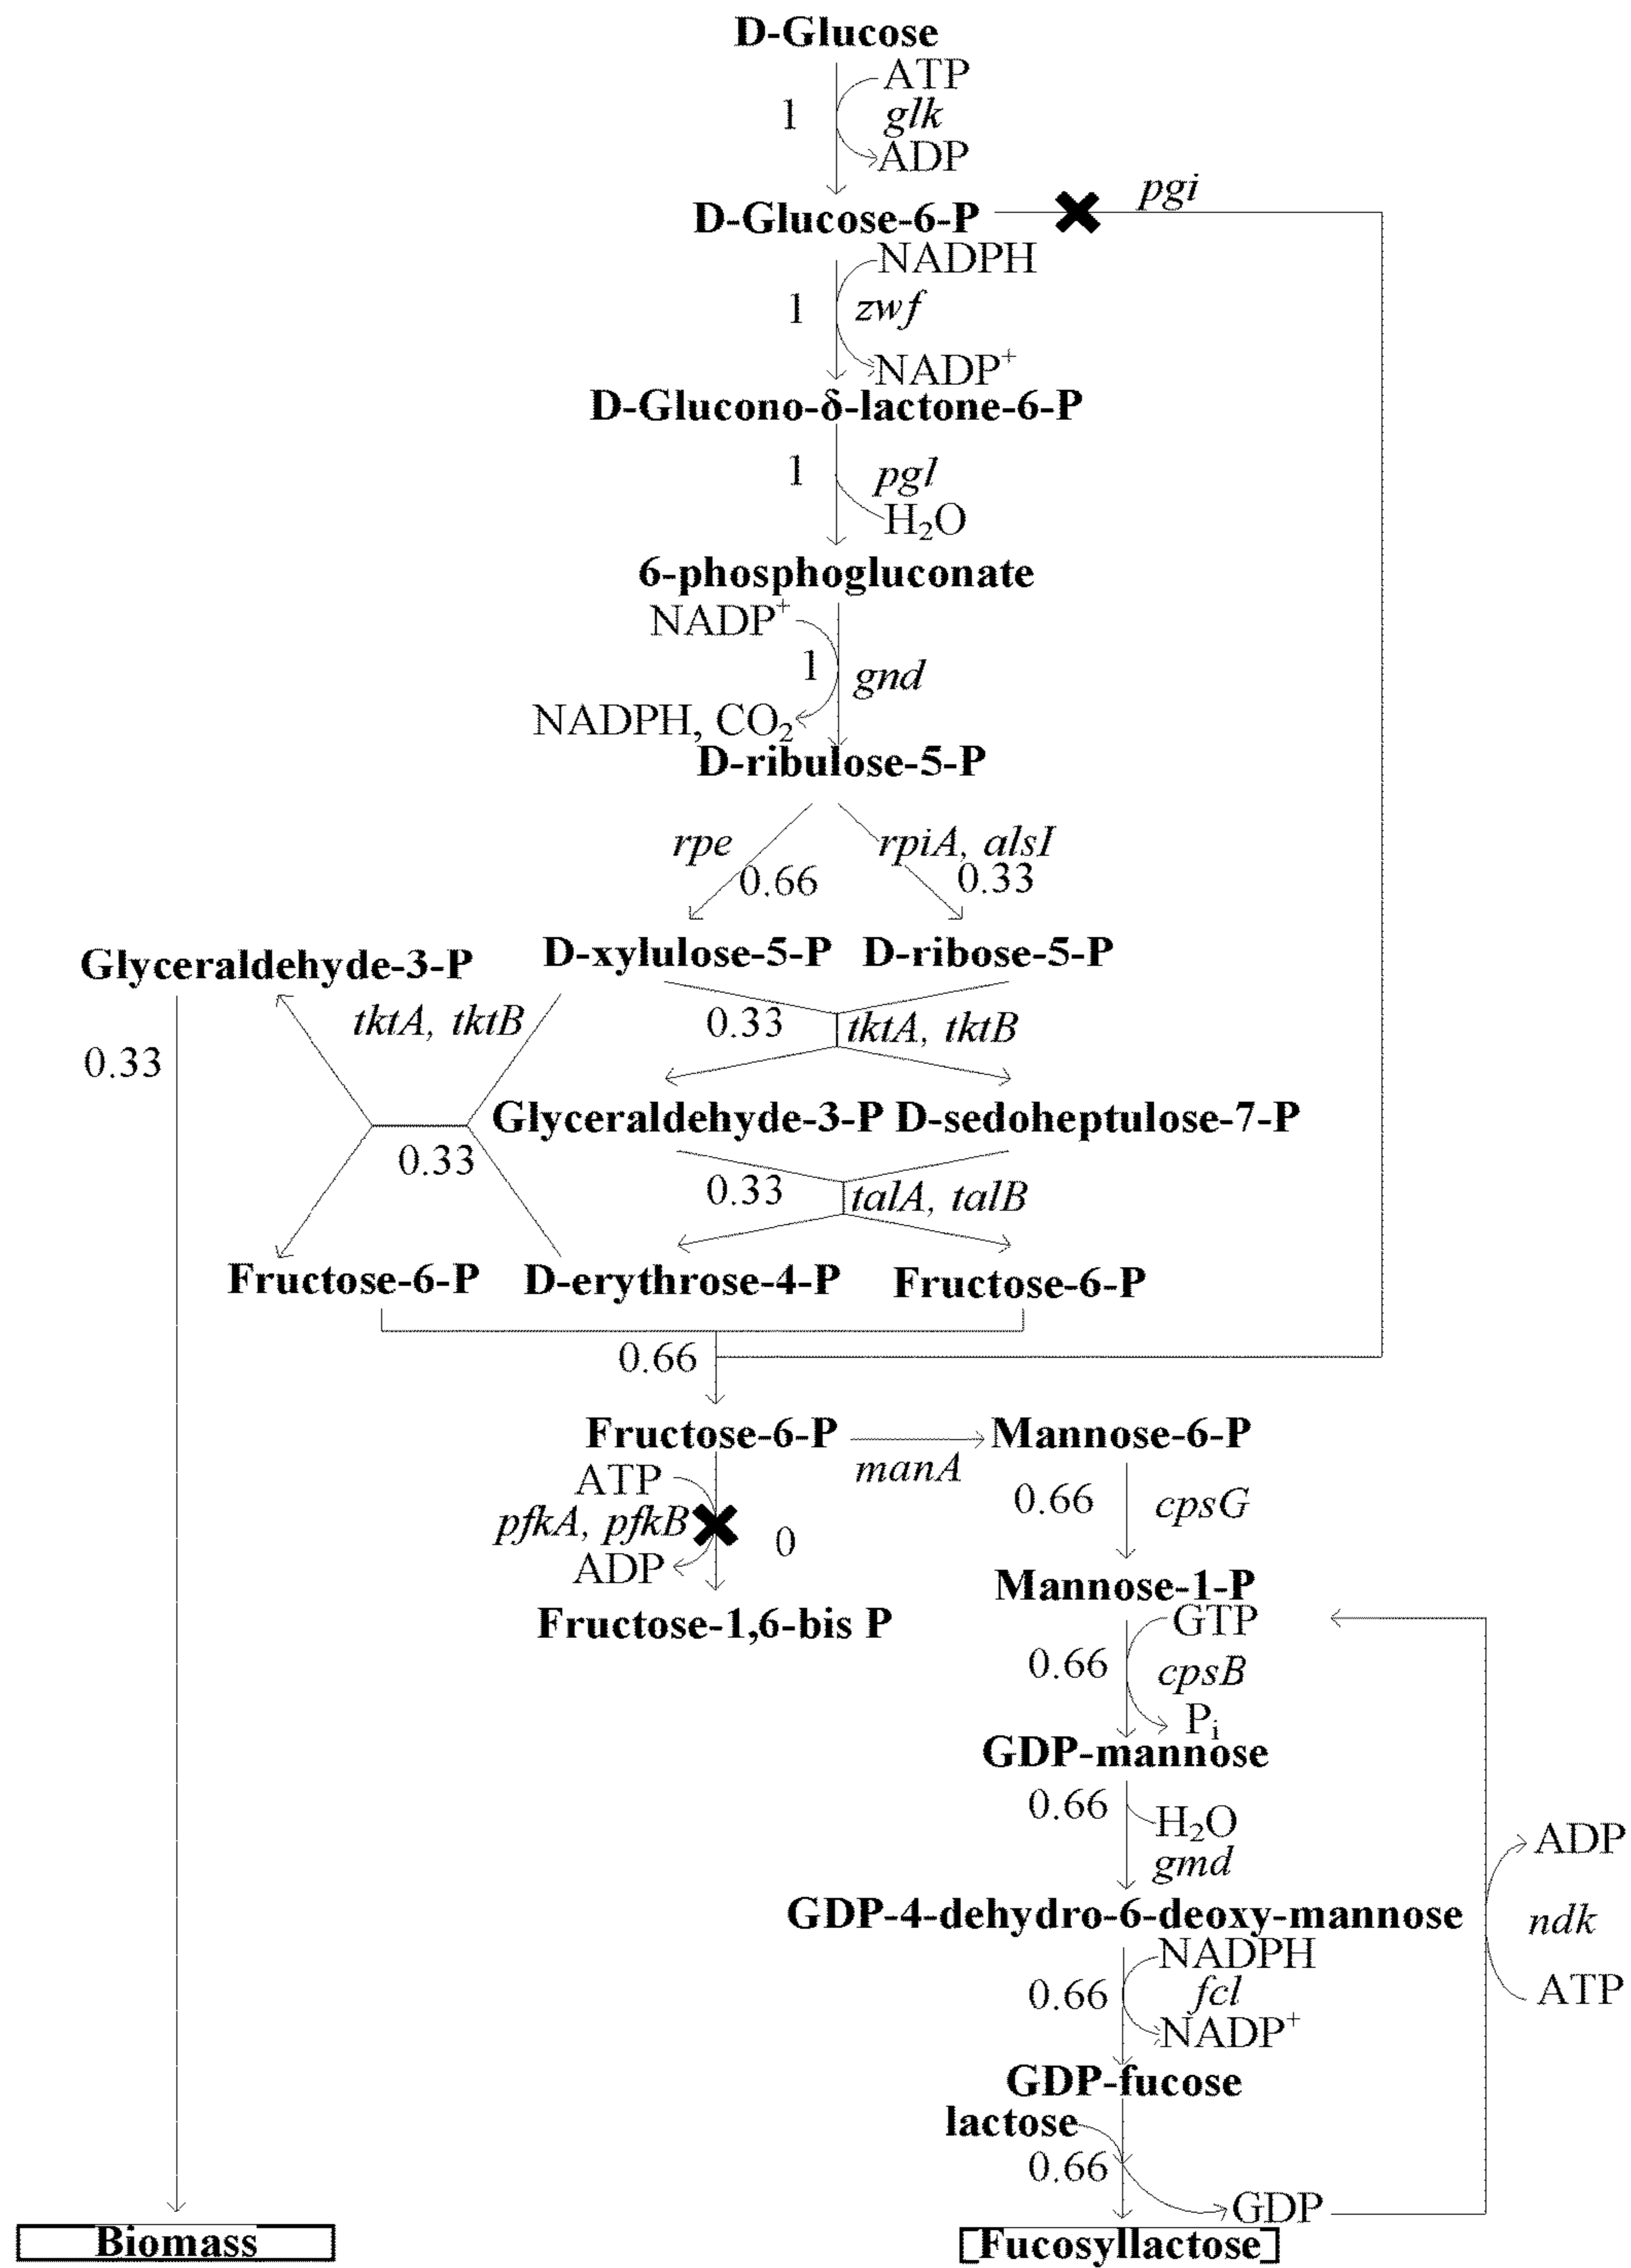 D-Glucose
ATP
1
glk
ADP
pgi
D-Glucose-6-P
NADPH
1
zwf
NADP+
D-Glucono-δ-lactone-6-P
1
pgl
H2O
6-phosphogluconate
NADP+
1
gnd
NADPH, CO2
D-ribulose-5-P
rpe
rpiA, alsI
0.66
0.33
Glyceraldehyde-3-P
D-xylulose-5-P
D-ribose-5-P
tktA, tktB
0.33
tktA, tktB
0.33
Glyceraldehyde-3-P
D-sedoheptulose-7-P
0.33
0.33
talA, talB
Fructose-6-P
D-erythrose-4-P
Fructose-6-P
0.66
Fructose-6-P
Mannose-6-P
manA
ATP
0.66
cpsG
pfkA, pfkB
0
ADP
Mannose-1-P
Fructose-1,6-bis P
GTP
0.66
cpsB
Pi
GDP-mannose
0.66
H2O
gmd
ADP
GDP-4-dehydro-6-deoxy-mannose
ndk
NADPH
0.66
fcl
ATP
NADP+
GDP-fucose
lactose
0.66
GDP
Biomass
[Fucosyllactose]